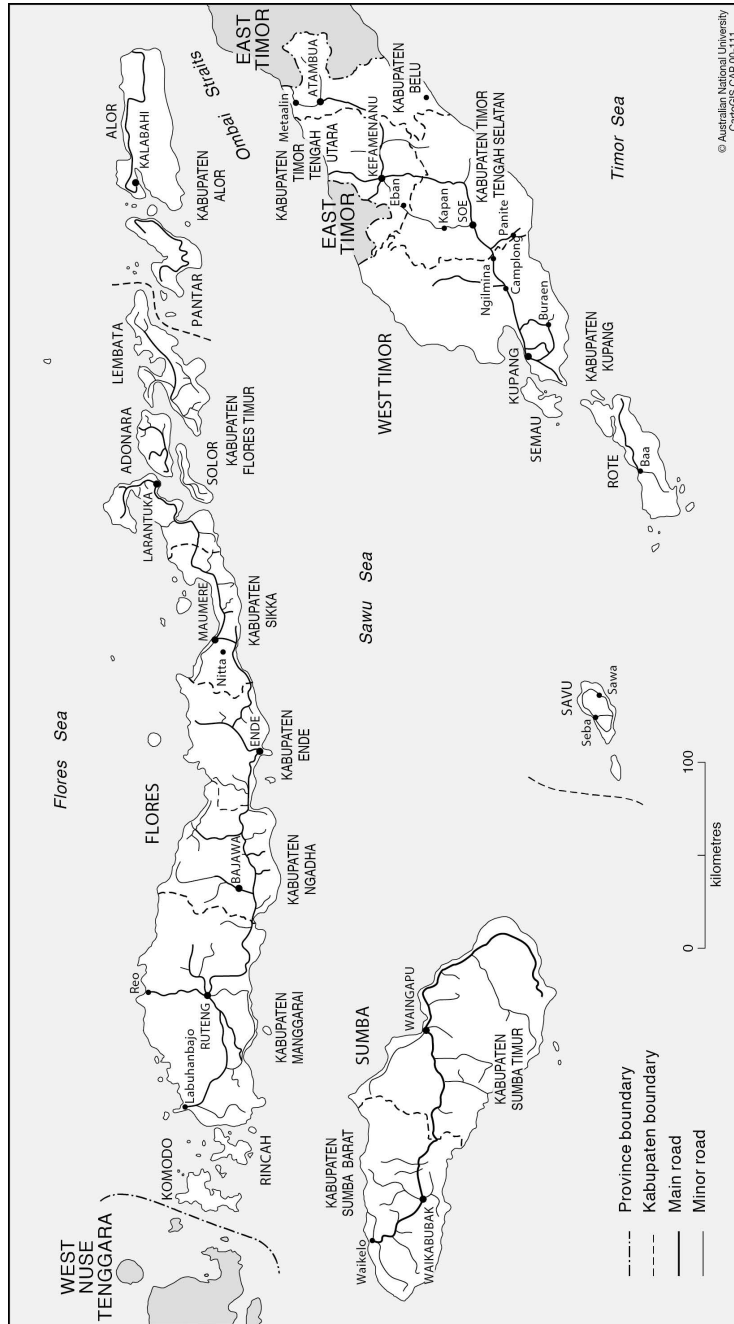 WEST
NUSE
TENGGARA
KOMODO
RINCAH
Flores Sea
Labuhanbajo
Reo
RUTENG
KABUPATEN
MANGGARAI
FLORES
BAJAWA
KABUPATEN
NGADHA
ENDE
KABUPATEN
ENDE
MAUMERE
Nitta
KABUPATEN
SIKKA
LARANTUKA
ADONARA
SOLOR
KABUPATEN
FLORES TIMUR
LEMBATA
PANTAR
ALOR
KALABAHI
KABUPATEN
ALOR
Ombai Straits
SUMBA
Waikelo
KABUPATEN
SUMBA BARAT
WAIKABUBAK
WAINGAPU
KABUPATEN
SUMBA TIMUR
Sawu Sea
SAVU
Seba
Sawa
WEST TIMOR
EAST
TIMOR
EAST
TIMOR
Metaalin
ATAMBUA
KABUPATEN
BELU
KABUPATEN
TIMOR
TENGAH
UTARA
KEFAMENANU
Eban
Kapan
SOE
KABUPATEN TIMOR
TENGAH SELATAN
Panite
Ngilmina
Camplong
Buraen
KUPANG
SEMAU
KABUPATEN
KUPANG
ROTE
Baa
Timor Sea
Province boundary
Kabupaten boundary
Main road
Minor road
0
100
kilometres
© Australian National University
CartoGIS CAP 00-111